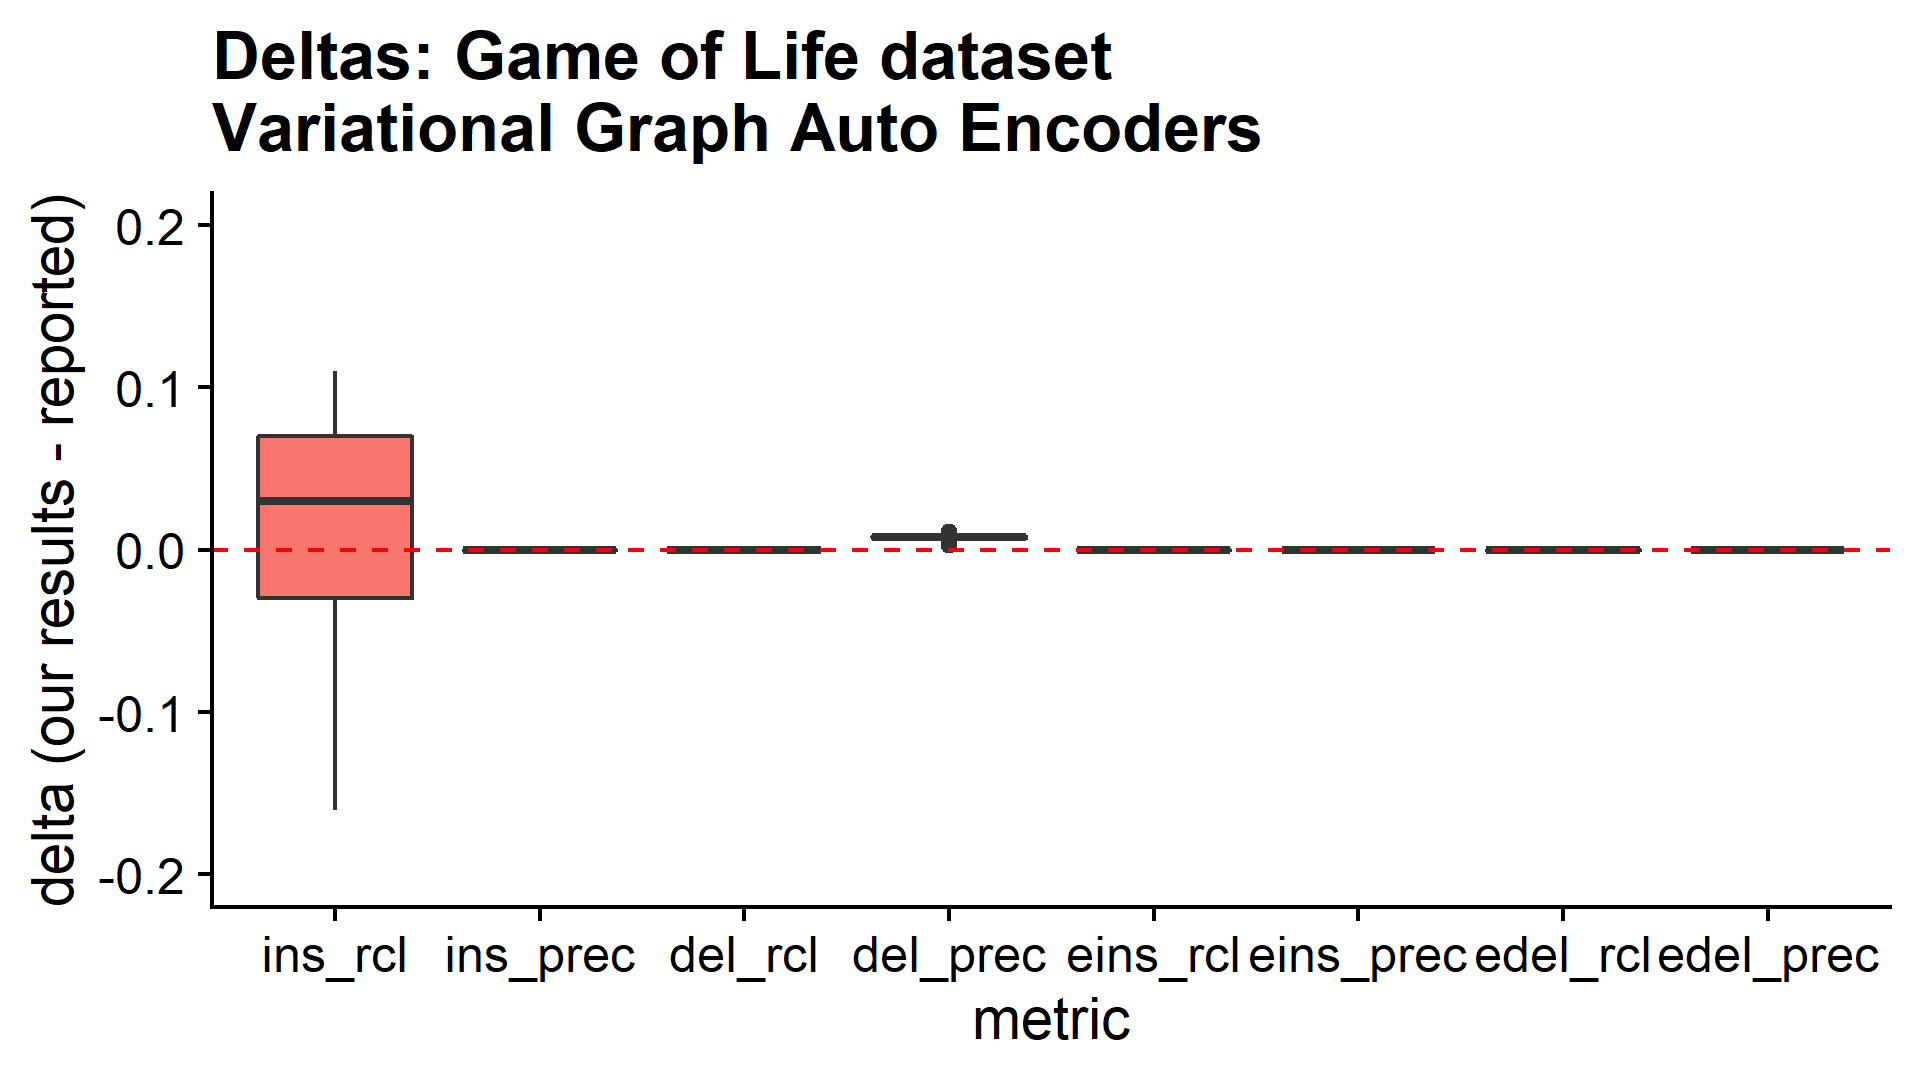 Deltas: Game of Life dataset
Variational Graph Auto Encoders
delta (our results - reported)
0.2
0.1
0.0
-0.1
-0.2
ins_rcl ins_prec del_rcl del_prec eins_rcl eins_prec edel_rcl edel_prec
metric